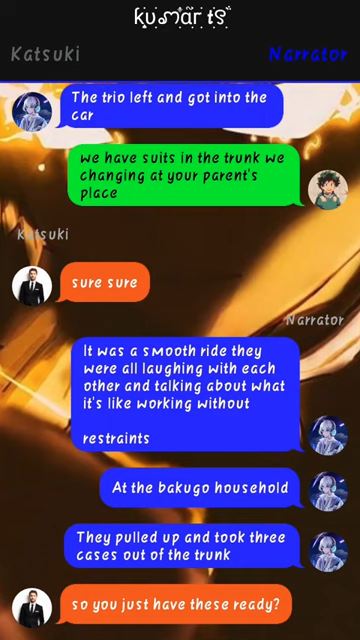 Katsuki
Narrator
The trio left and got into the
car
we have suits in the trunk we
changing at your parent's
place
Katsuki
sure sure
Narrator
It was a smooth ride they
were all laughing with each
other and talking about what
it's like working without
restraints
At the bakugo household
They pulled up and took three
cases out of the trunk
so you just have these ready?